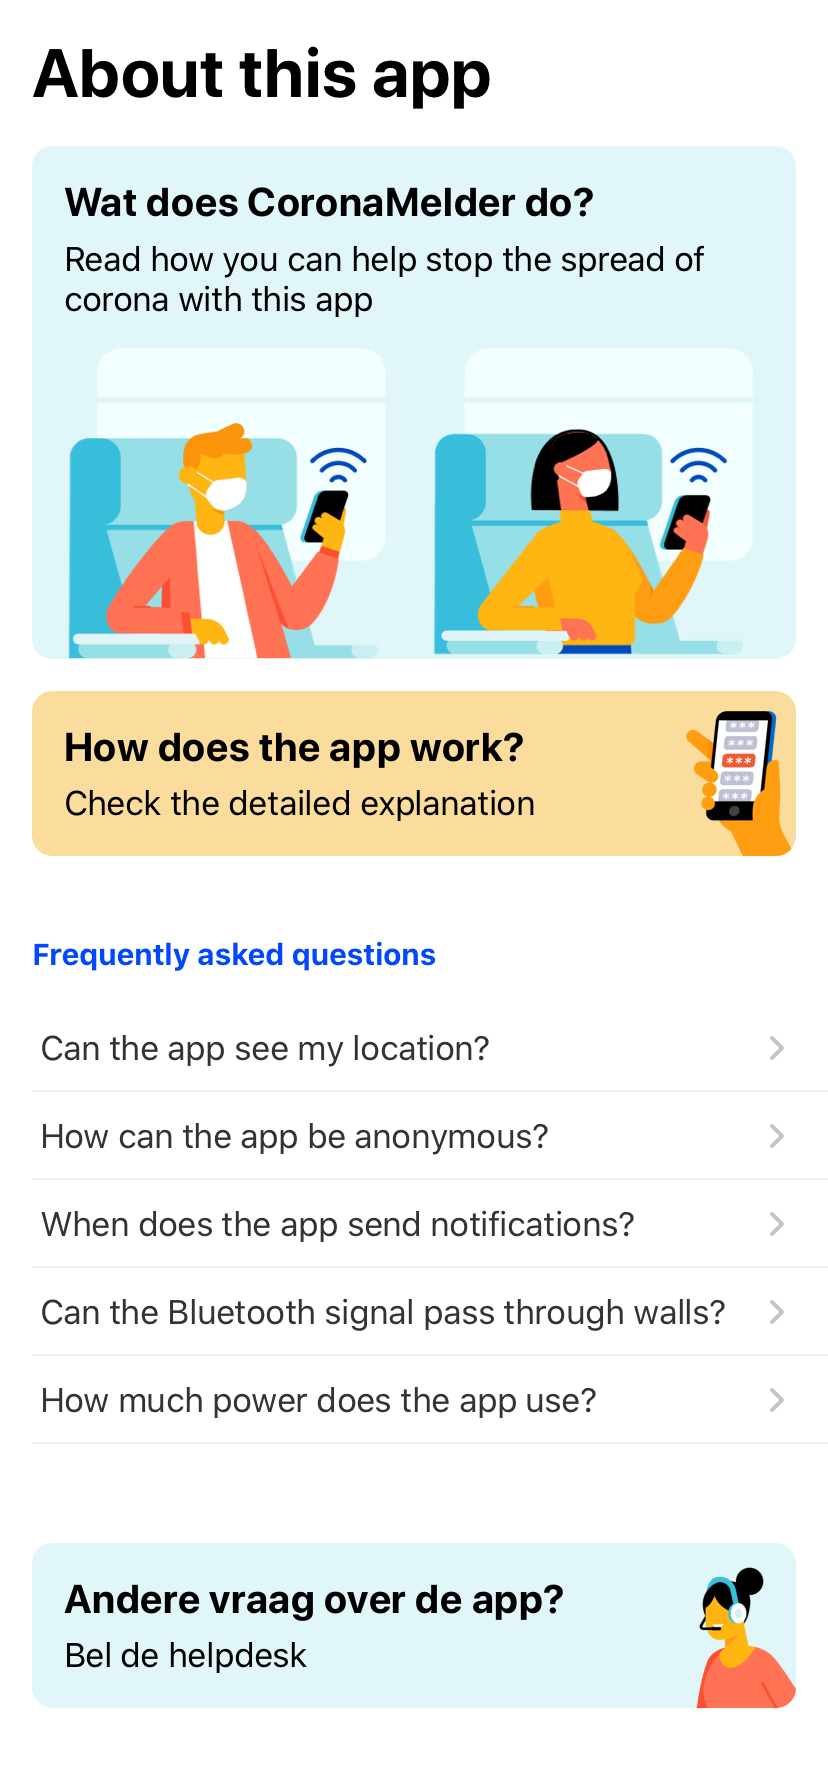 About this app
Wat does CoronaMelder do?
Read how you can help stop the spread of
corona with this app
How does the app work?
Check the detailed explanation
***
***
***
***
***
Frequently asked questions
Can the app see my location?
How can the app be anonymous?
When does the app send notifications?
Can the Bluetooth signal pass through walls?
How much power does the app use?
Andere vraag over de app?
Bel de helpdesk